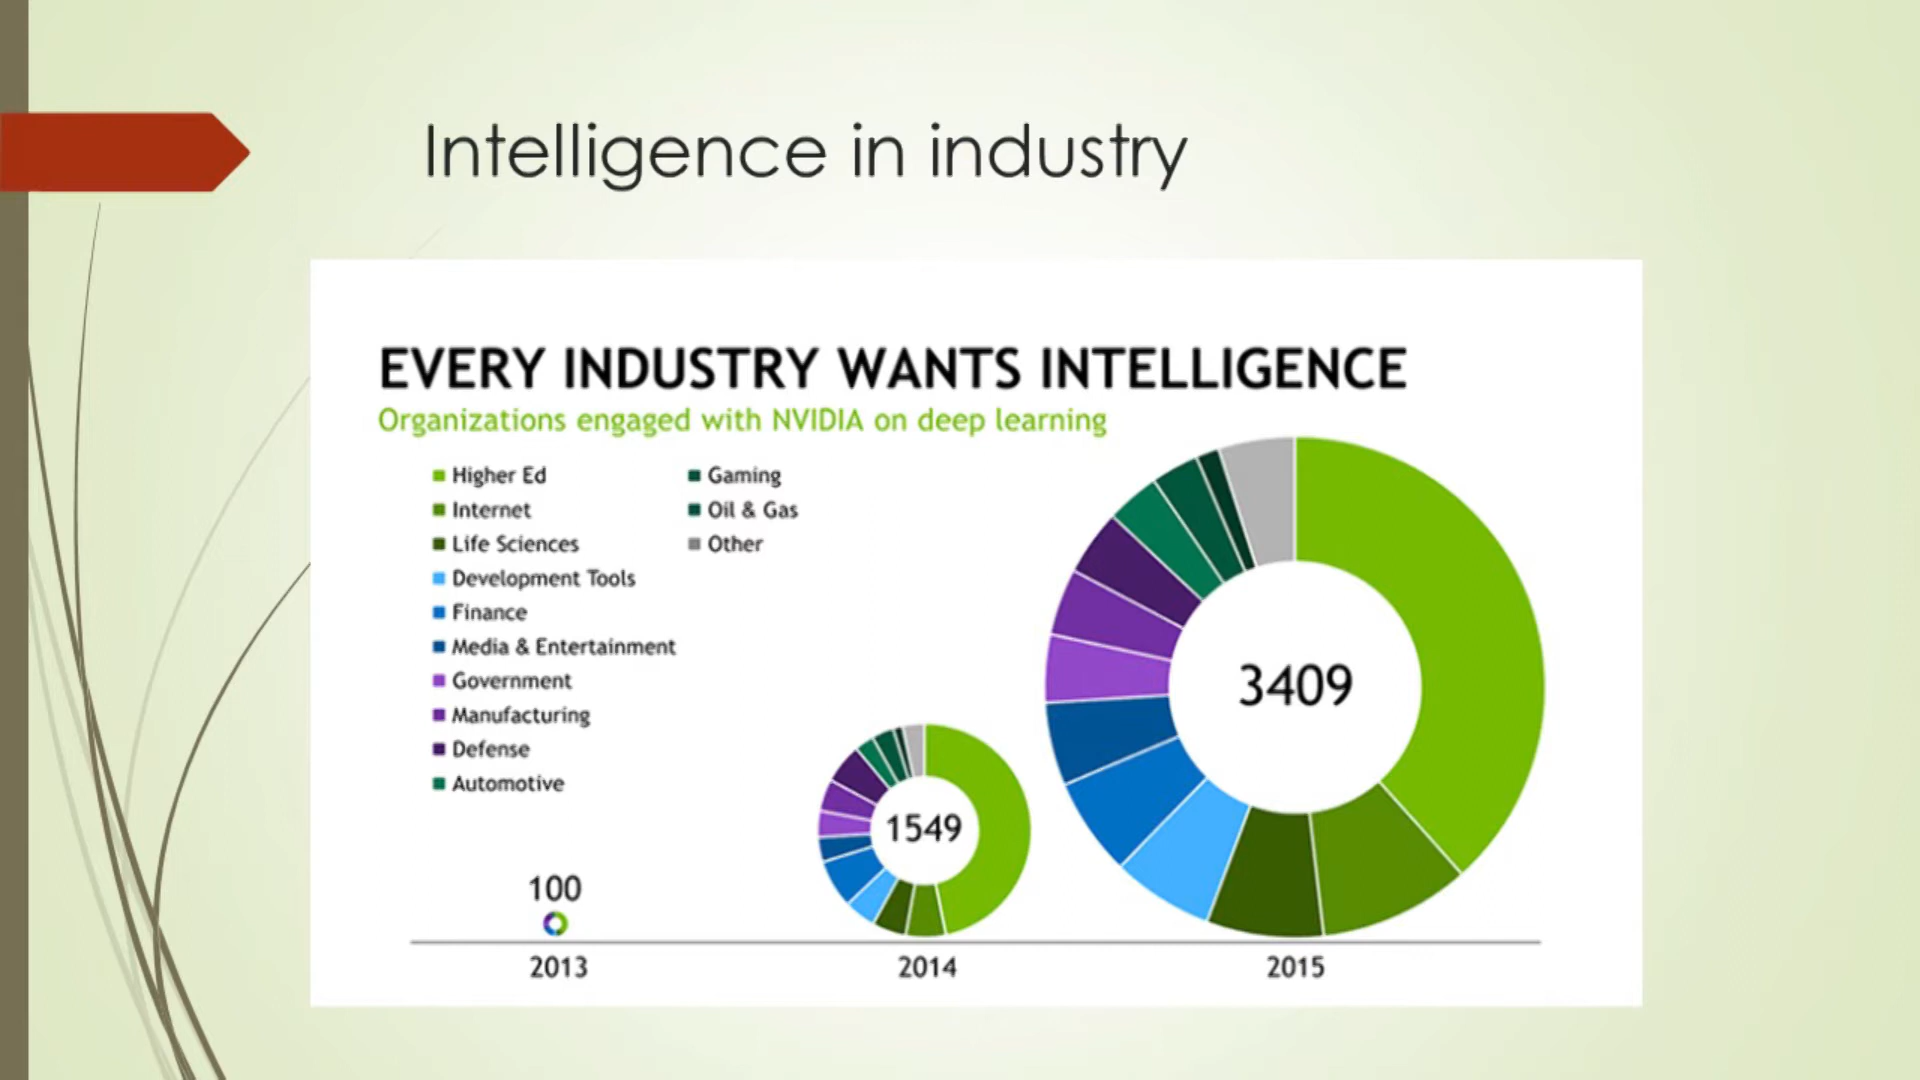 Intelligence in industry
EVERY INDUSTRY WANTS INTELLIGENCE
Organizations engaged with NVIDIA on deep learning
Higher Ed
Internet
Life Sciences
Development Tools
Finance
Media & Entertainment
Government
Manufacturing
Defense
Automotive
Gaming
Oil & Gas
Other
100
1549
3409
2013
2014
2015